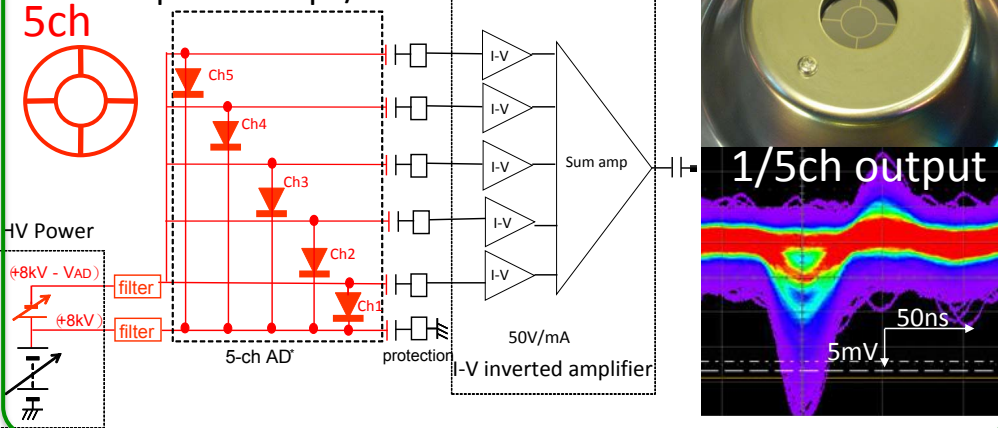 5ch
HV Power
(+8kV - VAD)
filter
(+8kV)
filter
Ch5
Ch4
Ch3
Ch2
Ch1
5-ch AD
protection
I-V
I-V
I-V
I-V
I-V
Sum amp
50V/mA
I-V inverted amplifier
1/5ch output
50ns
5mV